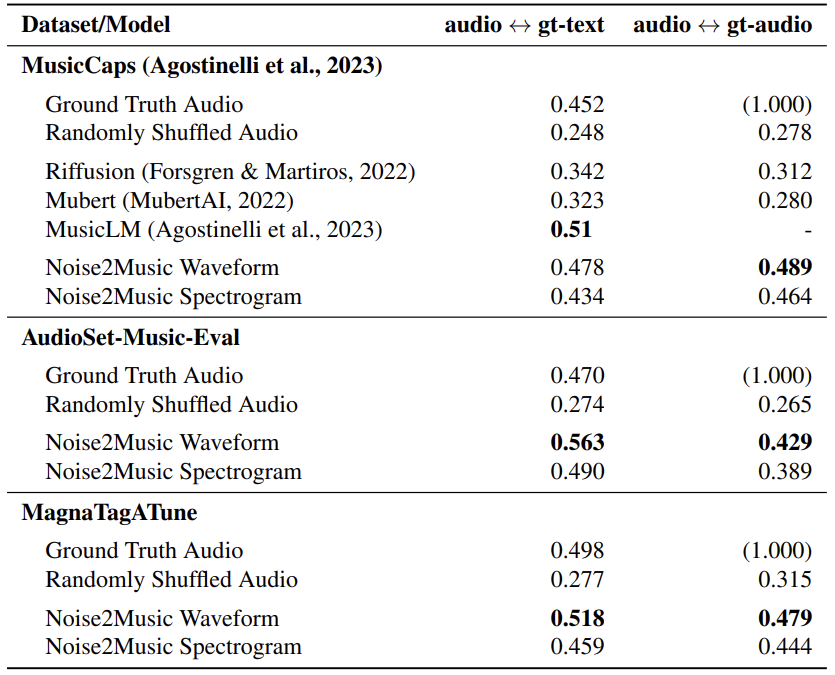 Dataset/Model audio ↔ gt-text audio ↔ gt-audio
MusicCaps (Agostinelli et al., 2023)
Ground Truth Audio 0.452 (1.000)
Randomly Shuffled Audio 0.248 0.278
Riffusion (Forsgren & Martiros, 2022) 0.342 0.312
Mubert (MubertAI, 2022) 0.323 0.280
MusicLM (Agostinelli et al., 2023) 0.51 -
Noise2Music Waveform 0.478 0.489
Noise2Music Spectrogram 0.434 0.464
AudioSet-Music-Eval
Ground Truth Audio 0.470 (1.000)
Randomly Shuffled Audio 0.274 0.265
Noise2Music Waveform 0.563 0.429
Noise2Music Spectrogram 0.490 0.389
MagnaTagATune
Ground Truth Audio 0.498 (1.000)
Randomly Shuffled Audio 0.277 0.315
Noise2Music Waveform 0.518 0.479
Noise2Music Spectrogram 0.459 0.444